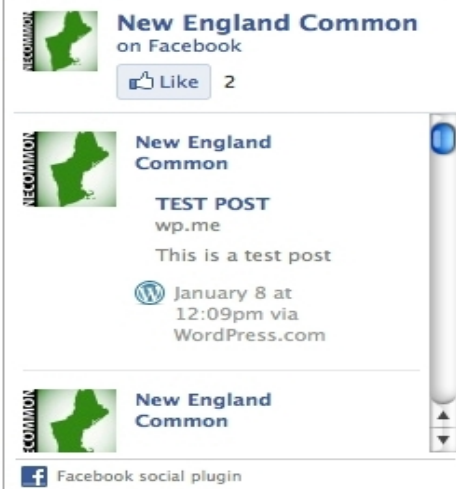 NECOMMON
New England Common
on Facebook
Like 2
NECOMMON
New England
Common
TEST POST
wp.me
This is a test post
January 8 at
12:09pm via
WordPress.com
ECOMMON
New England
Common
Facebook social plugin